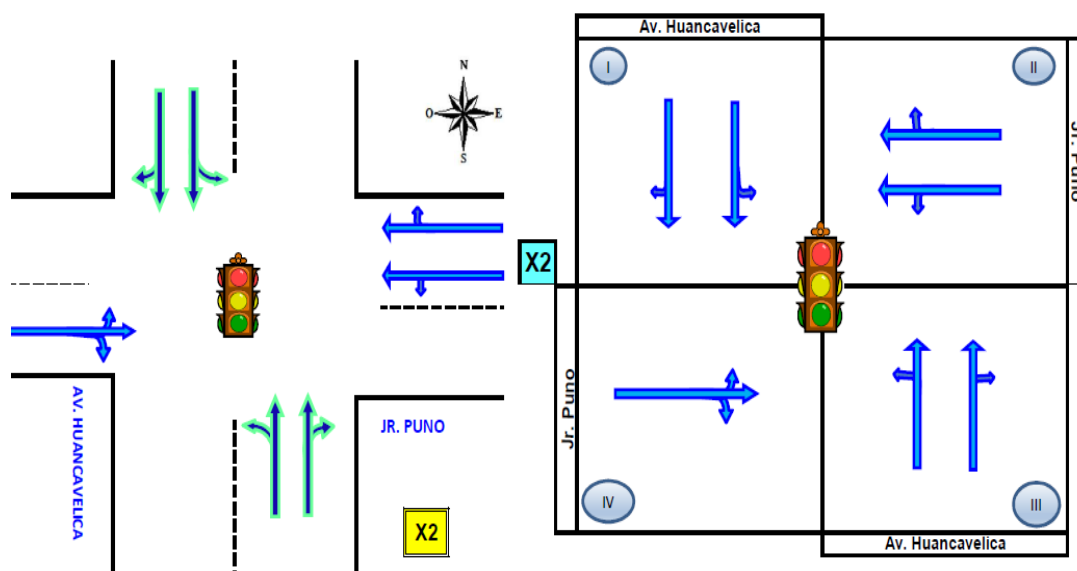 N
O
E
S
AV. HUANCAVELICA
JR. PUNO
X2
X2
Av. Huancavelica
I
II
Jr. Puno
Jr. Puno
IV
III
Av. Huancavelica